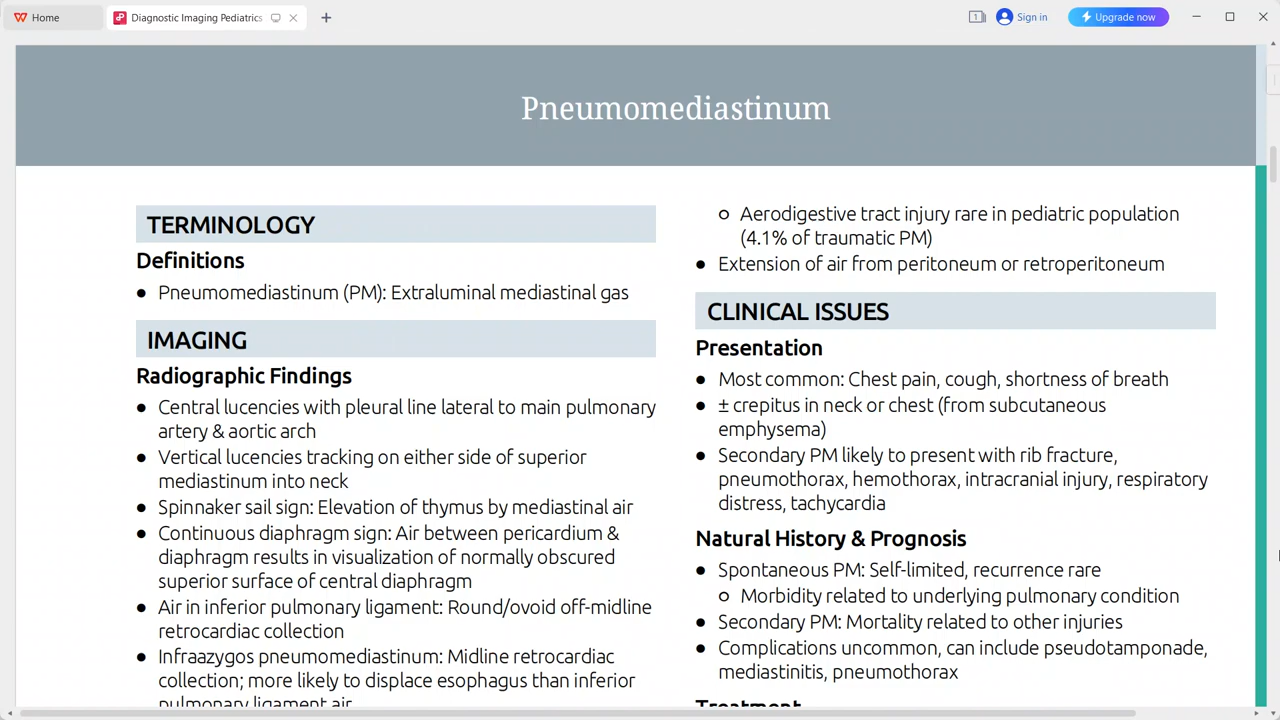 Home
Diagnostic Imaging Pediatrics
1
Sign in
Upgrade now
Pneumomediastinum
TERMINOLOGY
Definitions
● Pneumomediastinum (PM): Extraluminal mediastinal gas
IMAGING
Radiographic Findings
● Central lucencies with pleural line lateral to main pulmonary
artery & aortic arch
● Vertical lucencies tracking on either side of superior
mediastinum into neck
● Spinnaker sail sign: Elevation of thymus by mediastinal air
● Continuous diaphragm sign: Air between pericardium &
diaphragm results in visualization of normally obscured
superior surface of central diaphragm
● Air in inferior pulmonary ligament: Round/ovoid off-midline
retrocardiac collection
● Infraazygos pneumomediastinum: Midline retrocardiac
collection; more likely to displace esophagus than inferior
pulmonary ligament air
○ Aerodigestive tract injury rare in pediatric population
(4.1% of traumatic PM)
● Extension of air from peritoneum or retroperitoneum
CLINICAL ISSUES
Presentation
● Most common: Chest pain, cough, shortness of breath
● ± crepitus in neck or chest (from subcutaneous
emphysema)
● Secondary PM likely to present with rib fracture,
pneumothorax, hemothorax, intracranial injury, respiratory
distress, tachycardia
Natural History & Prognosis
● Spontaneous PM: Self-limited, recurrence rare
○ Morbidity related to underlying pulmonary condition
● Secondary PM: Mortality related to other injuries
● Complications uncommon, can include pseudotamponade,
mediastinitis, pneumothorax
Treatment